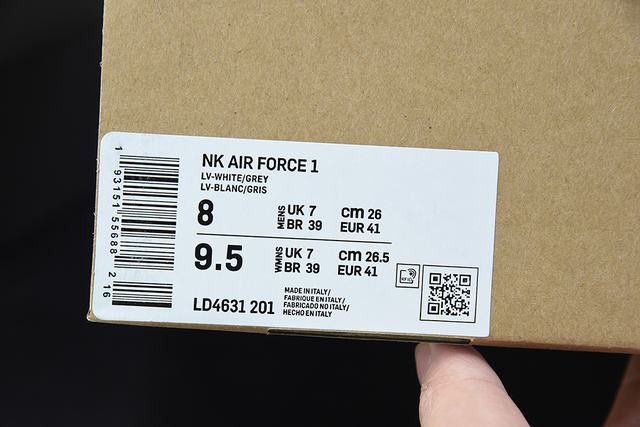 NK AIR FORCE 1
LV-WHITE/GREY
LV-BLANC/GRIS
8 MENS UK 7 cm 26
BR 39 EUR 41
9.5 WMNS UK 7 cm 26.5
BR 39 EUR 41
LD4631 201
MADE IN ITALY/
FABRIQUE EN ITALY/
FABRICADO NO ITALY/
HECHO EN ITALY
1 93151 55688 2 16